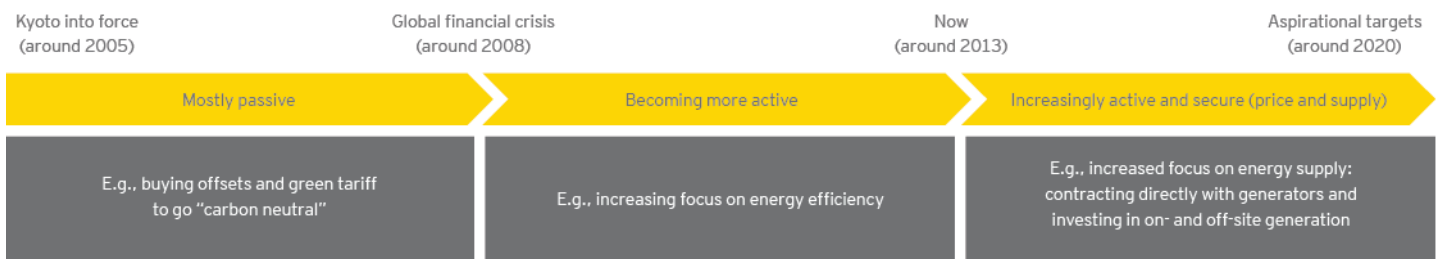 Kyoto into force
(around 2005)
Global financial crisis
(around 2008)
Now
(around 2013)
Aspirational targets
(around 2020)
Mostly passive
Becoming more active
Increasingly active and secure (price and supply)
E.g., buying offsets and green tariff
to go “carbon neutral”
E.g., increasing focus on energy efficiency
E.g., increased focus on energy supply:
contracting directly with generators and
investing in on- and off-site generation